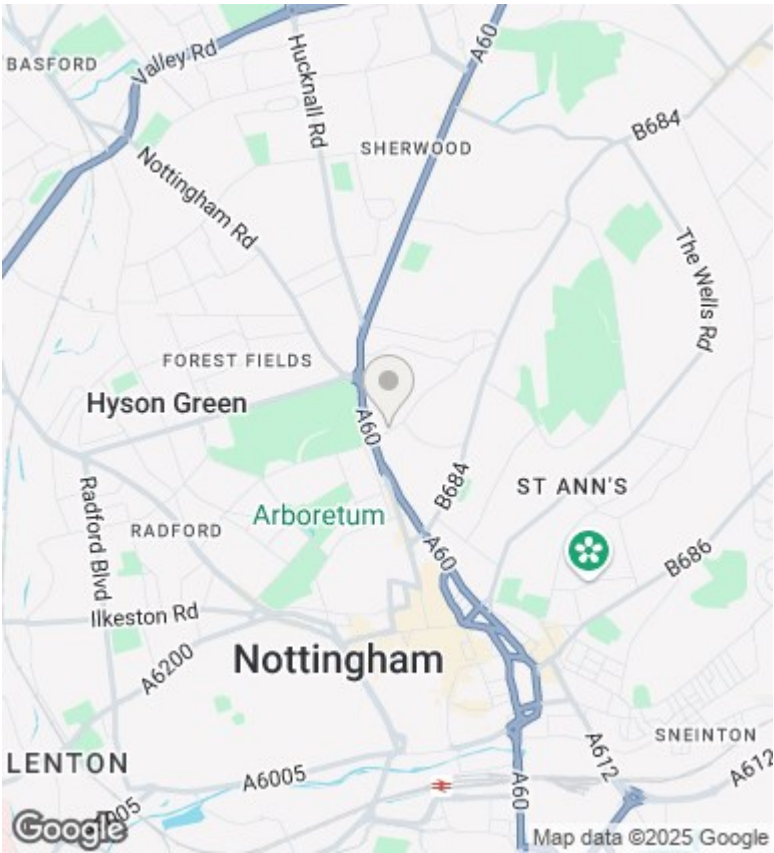 BASFORD
Valley Rd
Hucknall Rd
A60
SHERWOOD
B684
Nottingham Rd
The Wells Rd
FOREST FIELDS
Hyson Green
A60
B684
ST ANN'S
Radford Blvd
RADFORD
Arboretum
A60
B686
Ilkeston Rd
Nottingham
A6200
SNEINTON
LENTON
A6005
A612
A612
A60
Google
Map data ©2025 Google